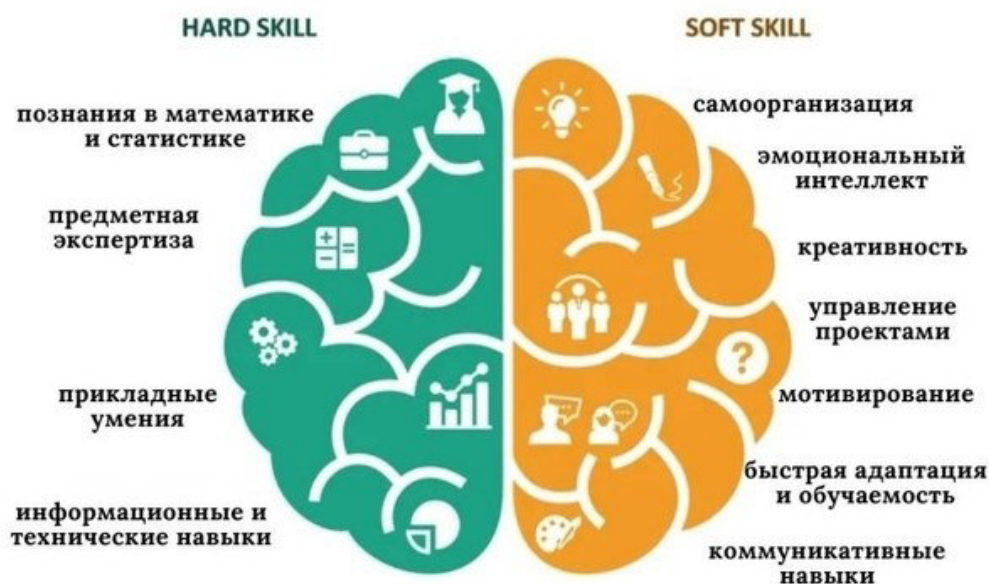 HARD SKILL
познания в математике
и статистике
предметная
экспертиза
прикладные
умения
информационные и
технические навыки
SOFT SKILL
самоорганизация
эмоциональный
интеллект
креативность
управление
проектами
мотивирование
быстрая адаптация
и обучаемость
коммуникативные
навыки